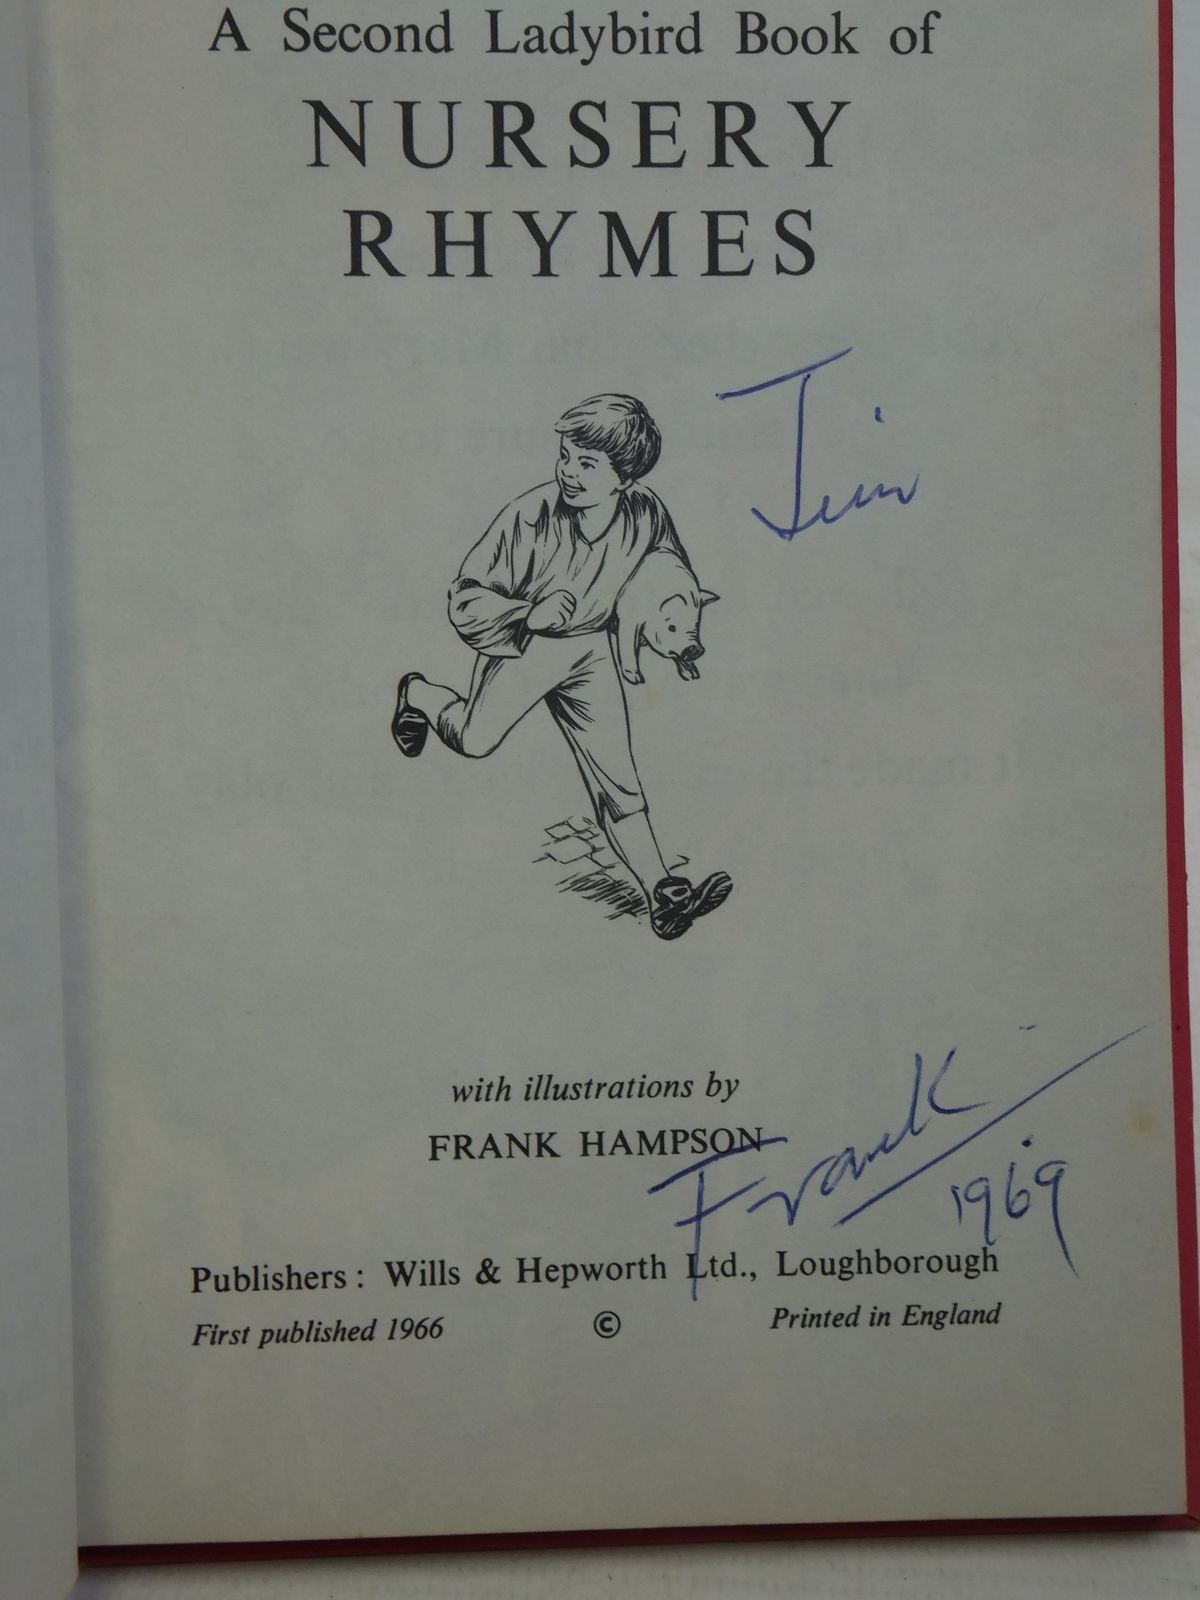 A Second Ladybird Book of
NURSERY
RHYMES
Jim
with illustrations by
FRANK HAMPSON
Frank
1969
Publishers: Wills & Hepworth Ltd., Loughborough
First published 1966 © Printed in England